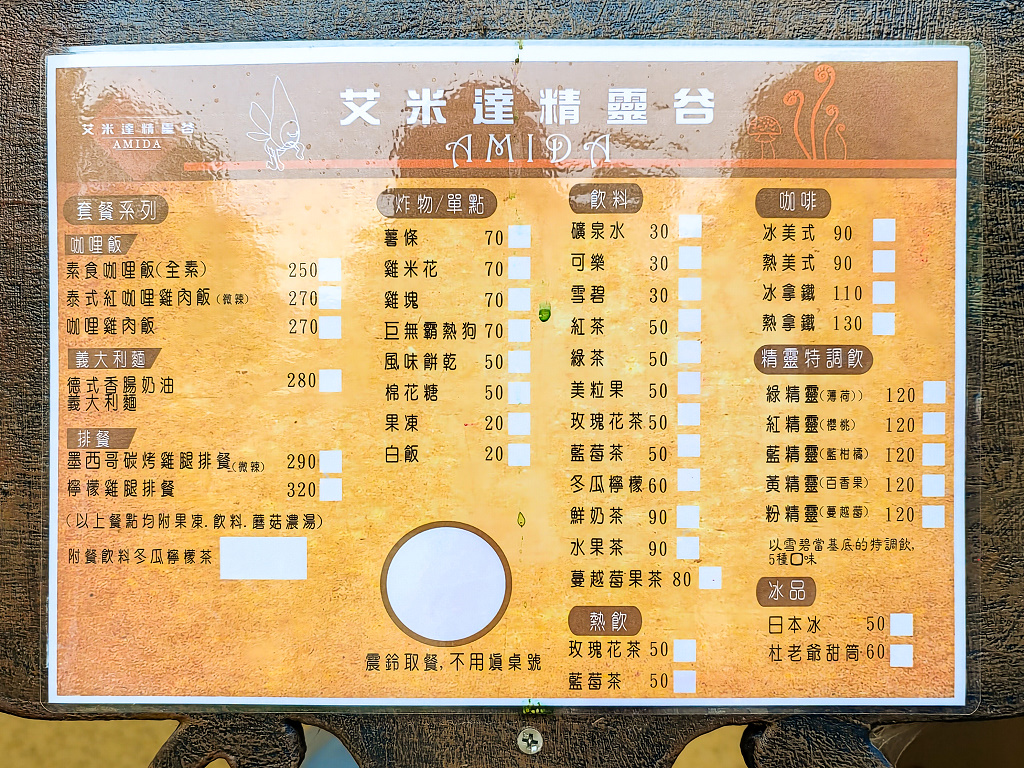 艾米達精靈谷
AMIDA
艾米達精靈谷
AMIDA
套餐系列
咖哩飯
素食咖哩飯(全素) 250
泰式紅咖哩雞肉飯(微辣) 270
咖哩雞肉飯 270
義大利麵
德式香腸奶油
義大利麵 280
排餐
墨西哥碳烤雞腿排餐(微辣) 290
檸檬雞腿排餐 320
(以上餐點均附果凍.飲料.蘑菇濃湯)
附餐飲料冬瓜檸檬茶
炸物/單點
薯條 70
雞米花 70
雞塊 70
巨無霸熱狗 70
風味餅乾 50
棉花糖 50
果凍 20
白飯 20
震鈴取餐,不用填桌號
飲料
礦泉水 30
可樂 30
雪碧 30
紅茶 50
綠茶 50
美粒果 50
玫瑰花茶 50
藍莓茶 50
冬瓜檸檬 60
鮮奶茶 90
水果茶 90
蔓越莓果茶 80
熱飲
玫瑰花茶 50
藍莓茶 50
咖啡
冰美式 90
熱美式 90
冰拿鐵 110
熱拿鐵 130
精靈特調飲
綠精靈(薄荷)) 120
紅精靈(櫻桃) 120
藍精靈(藍柑橘) 120
黃精靈(百香果) 120
粉精靈(蔓越莓) 120
以雪碧當基底的特調飲,
5種口味
冰品
日本冰 50
杜老爺甜筒 60